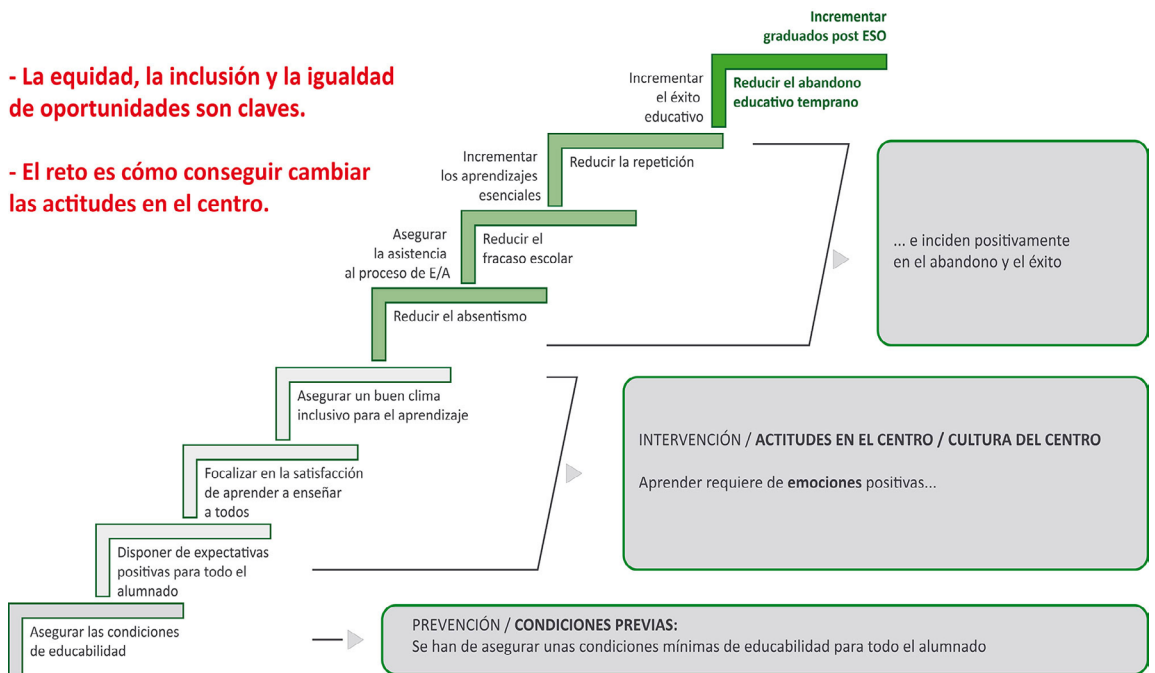 - La equidad, la inclusión y la igualdad
de oportunidades son claves.
- El reto es cómo conseguir cambiar
las actitudes en el centro.
Incrementar
graduados post ESO
Reducir el abandono
educativo temprano
Incrementar
el éxito
educativo
Reducir la repetición
Incrementar
los aprendizajes
esenciales
Reducir el
fracaso escolar
Asegurar
la asistencia
al proceso de E/A
Reducir el absentismo
... e inciden positivamente
en el abandono y el éxito
Asegurar un buen clima
inclusivo para el aprendizaje
Focalizar en la satisfacción
de aprender a enseñar
a todos
Disponer de expectativas
positivas para todo el
alumnado
INTERVENCIÓN / ACTITUDES EN EL CENTRO / CULTURA DEL CENTRO
Aprender requiere de emociones positivas...
Asegurar las condiciones
de educabilidad
PREVENCIÓN / CONDICIONES PREVIAS:
Se han de asegurar unas condiciones mínimas de educabilidad para todo el alumnado